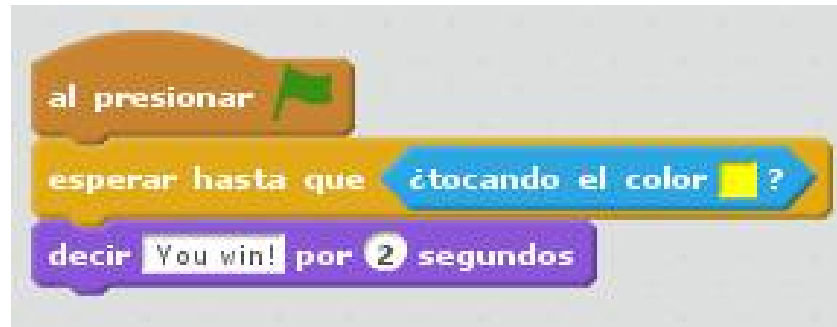 al presionar
esperar hasta que ¿tocando el color ?
decir You win! por 2 segundos